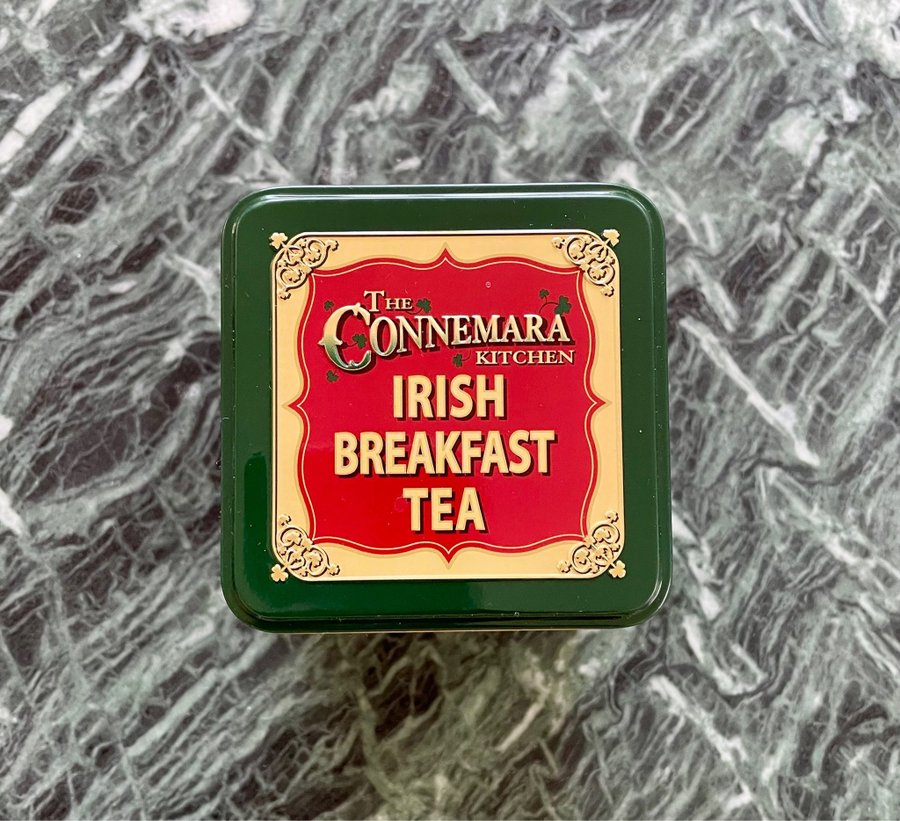 THE
CONNEMARA
KITCHEN
IRISH
BREAKFAST
TEA